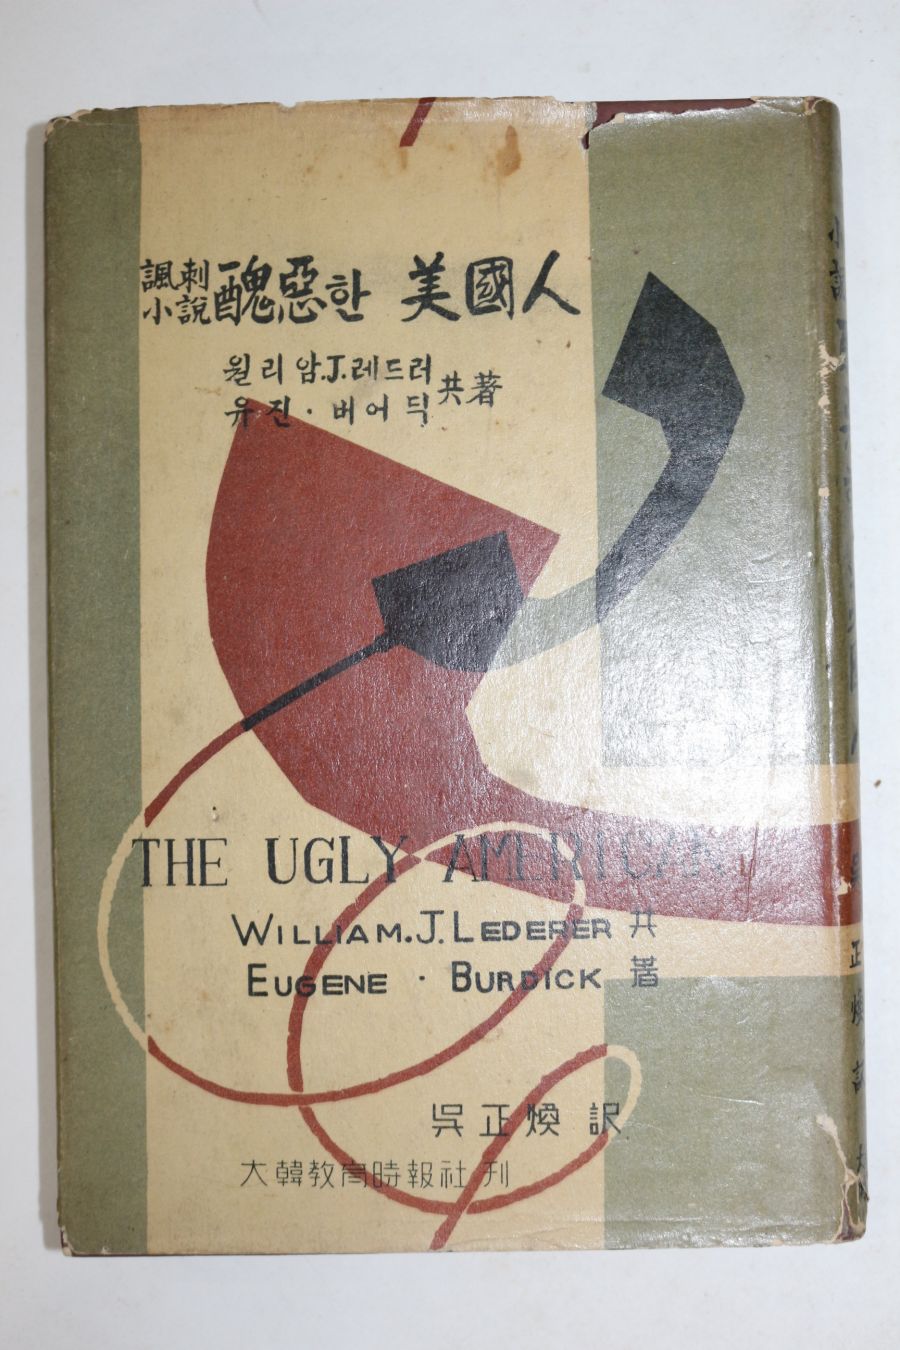 諷刺小說 醜惡한 美國人
윌리암.J.레드러
유진·버어딕 共著
THE UGLY AMERICAN
WILLIAM.J.LEDERER 共
EUGENE·BURDICK 著
吳正煥 訳
大韓教育時報社 刊
正煥